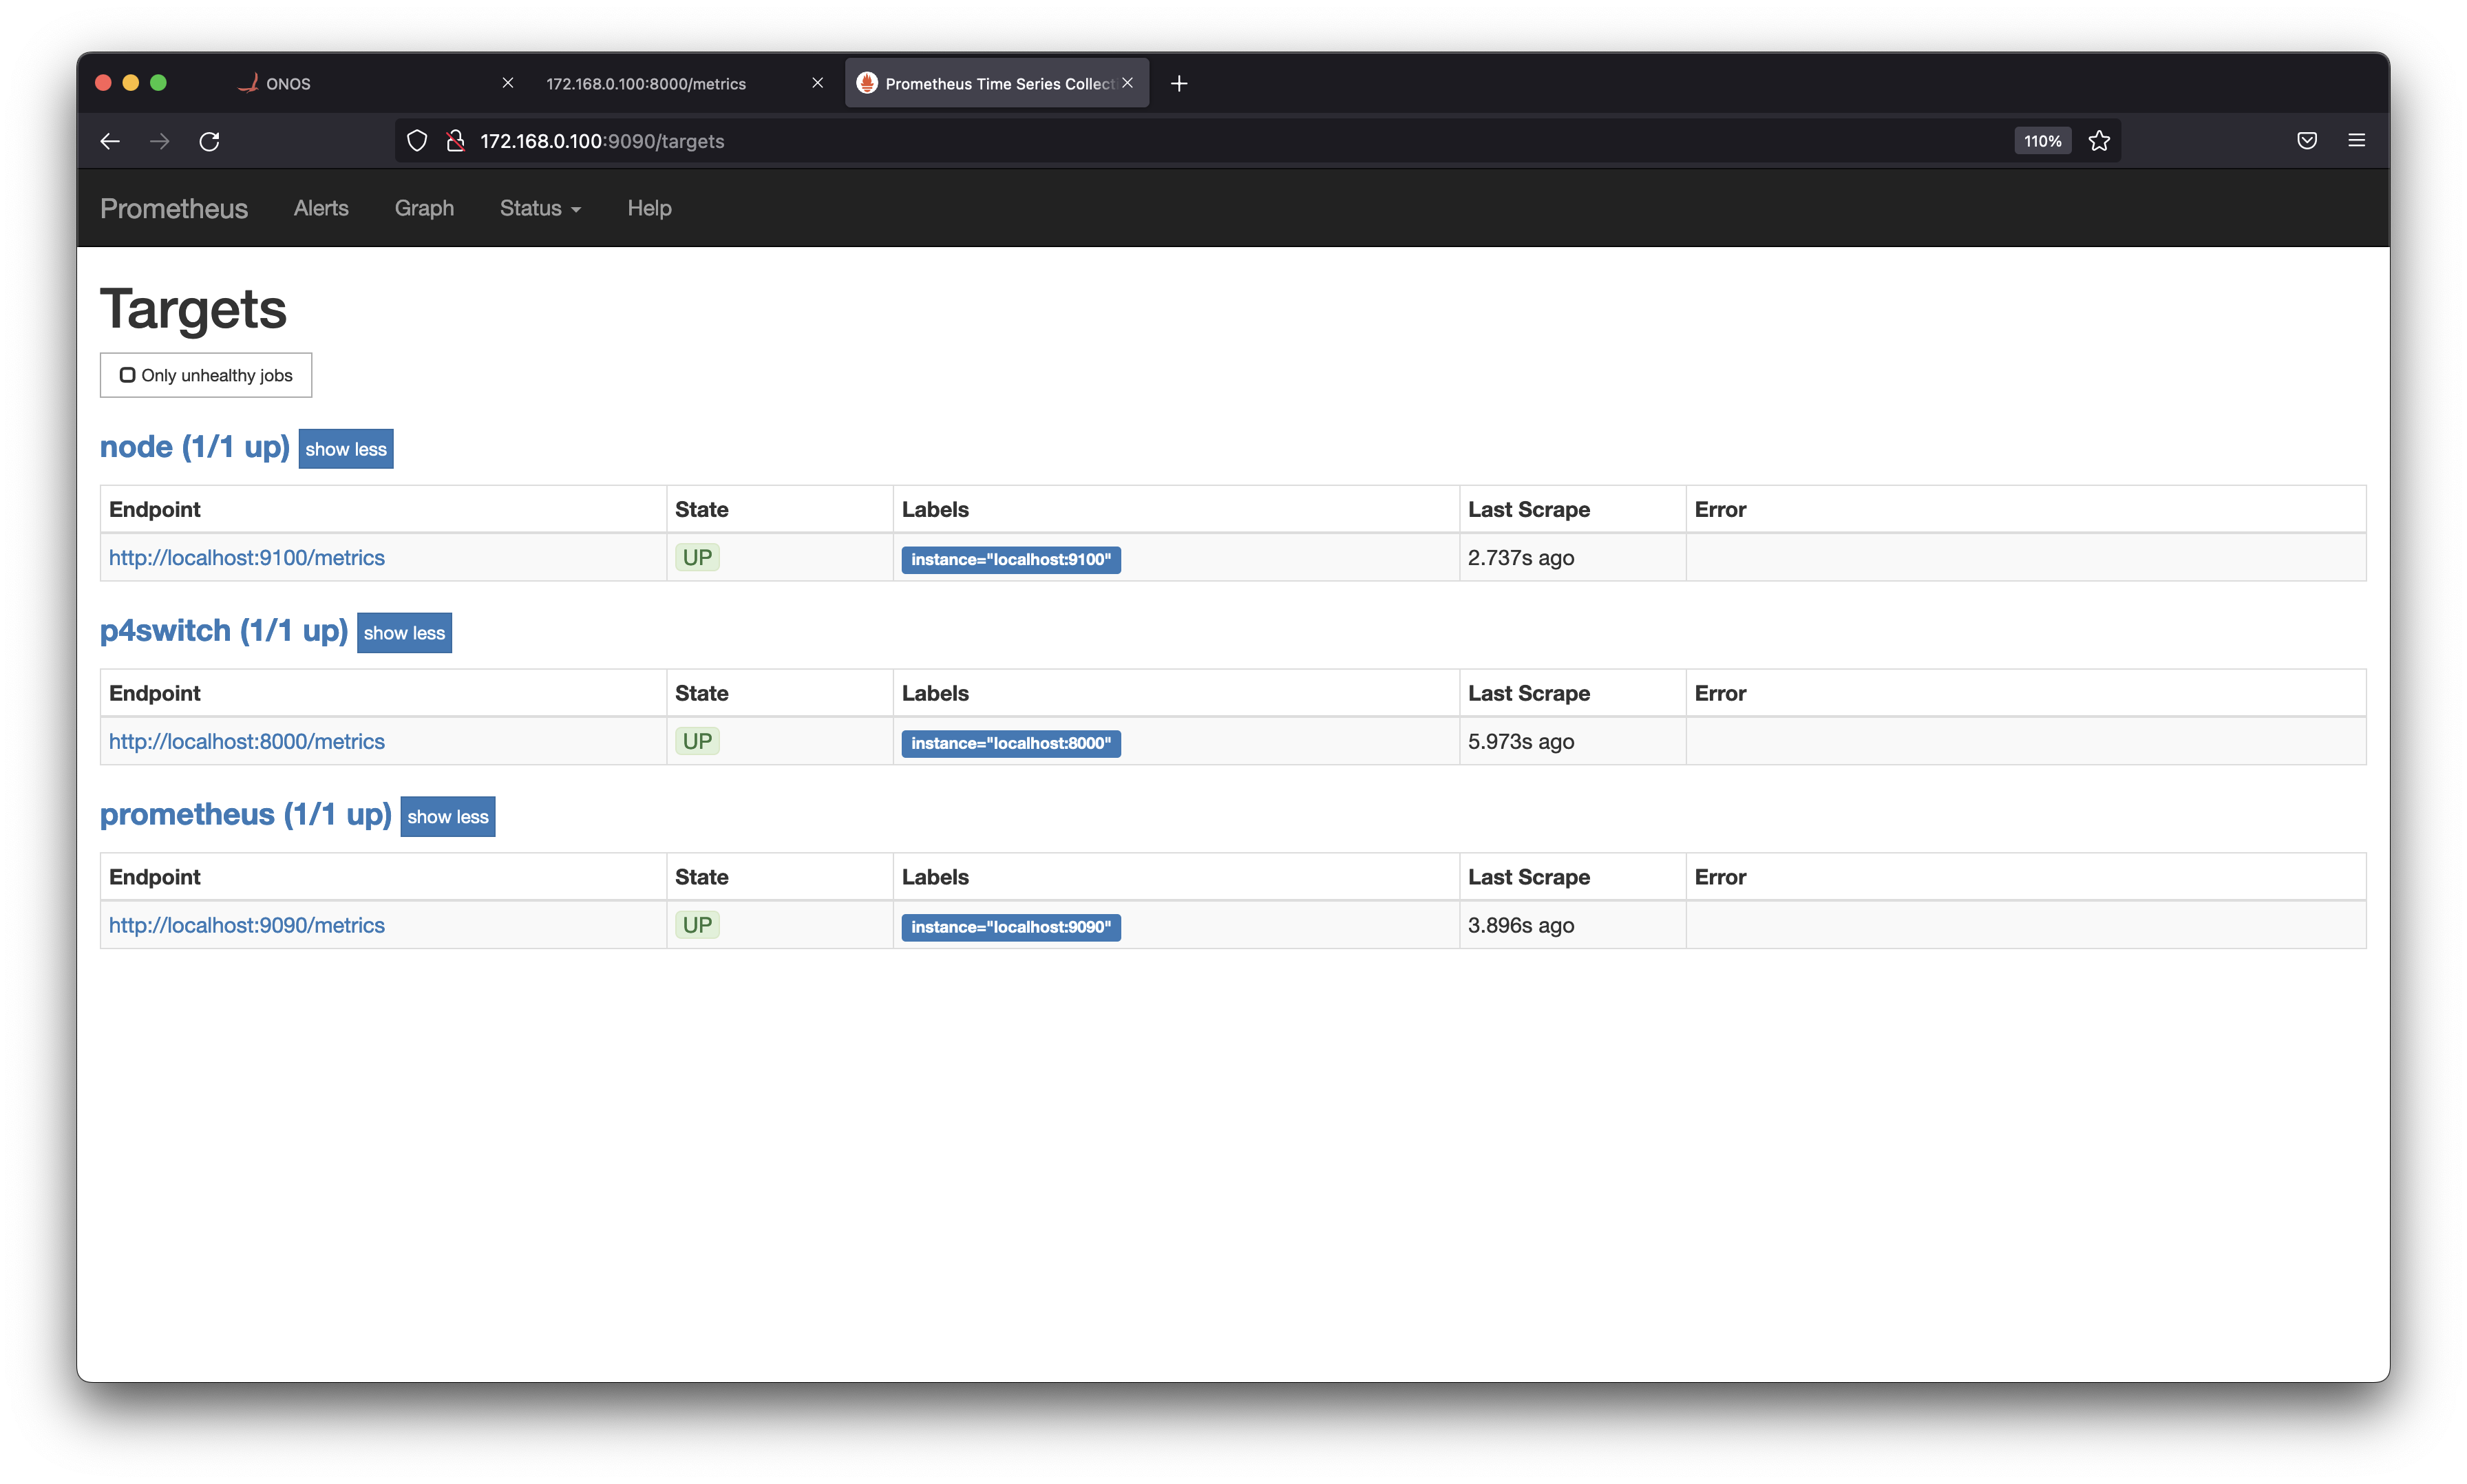 ONOS
172.168.0.100:8000/metrics
Prometheus Time Series Collect
172.168.0.100:9090/targets
110%
Prometheus Alerts Graph Status Help
Targets
Only unhealthy jobs
node (1/1 up) show less
Endpoint State Labels Last Scrape Error
http://localhost:9100/metrics UP instance="localhost:9100" 2.737s ago
p4switch (1/1 up) show less
Endpoint State Labels Last Scrape Error
http://localhost:8000/metrics UP instance="localhost:8000" 5.973s ago
prometheus (1/1 up) show less
Endpoint State Labels Last Scrape Error
http://localhost:9090/metrics UP instance="localhost:9090" 3.896s ago